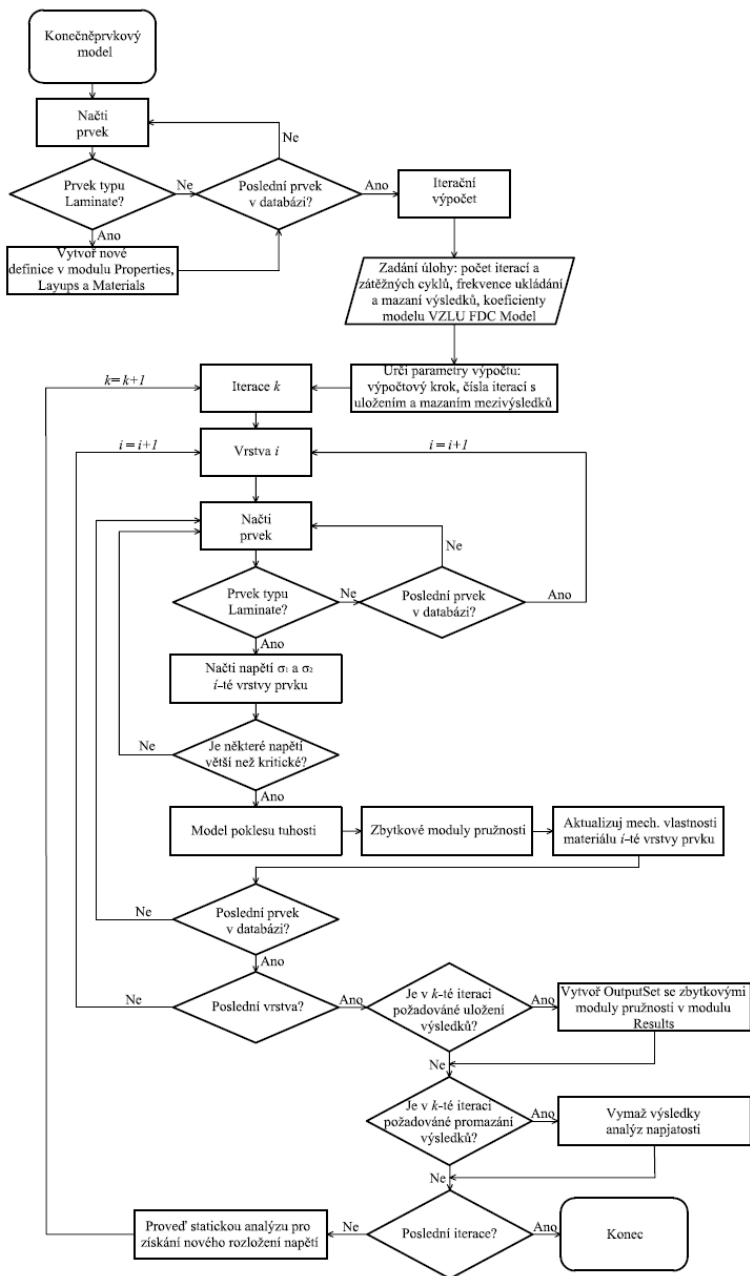 Konečněprvkový
model
Načti
prvek
Ne
Prvek typu
Laminate?
Ne
Poslední prvek
v databázi?
Ano
Iterační
výpočet
Ano
Vytvoř nové
definice v modulu Properties,
Layups a Materials
Zadání úlohy: počet iterací a
zátěžných cyklů, frekvence ukládání
a mazaní výsledků, koeficienty
modelu VZLU FDC Model
Urči parametry výpočtu:
výpočtový krok, čísla iterací s
uložením a mazaním mezivýsledků
k= k+1
Iterace k
i = i+1
Vrstva i
i = i+1
Načti
prvek
Ne
Prvek typu
Laminate?
Ne
Poslední prvek
v databázi?
Ano
Ano
Načti napětí σ1 a σ2
i-té vrstvy prvku
Ne
Je některé napětí
větší než kritické?
Ano
Model poklesu tuhosti
Zbytkové moduly pružnosti
Aktualizuj mech. vlastnosti
materiálu i-té vrstvy prvku
Ne
Poslední prvek
v databázi?
Ano
Ne
Poslední vrstva?
Ano
Je v k-té iteraci
požadováné uložení
výsledků?
Ano
Vytvoř OutputSet se zbytkovými
moduly pružnosti v modulu
Results
Ne
Je v k-té iteraci
požadováné promazání
výsledků?
Ano
Vymaž výsledky
analýz napjatosti
Ne
Proveď statickou analýzu pro
získání nového rozložení napětí
Ne
Poslední iterace?
Ano
Konec